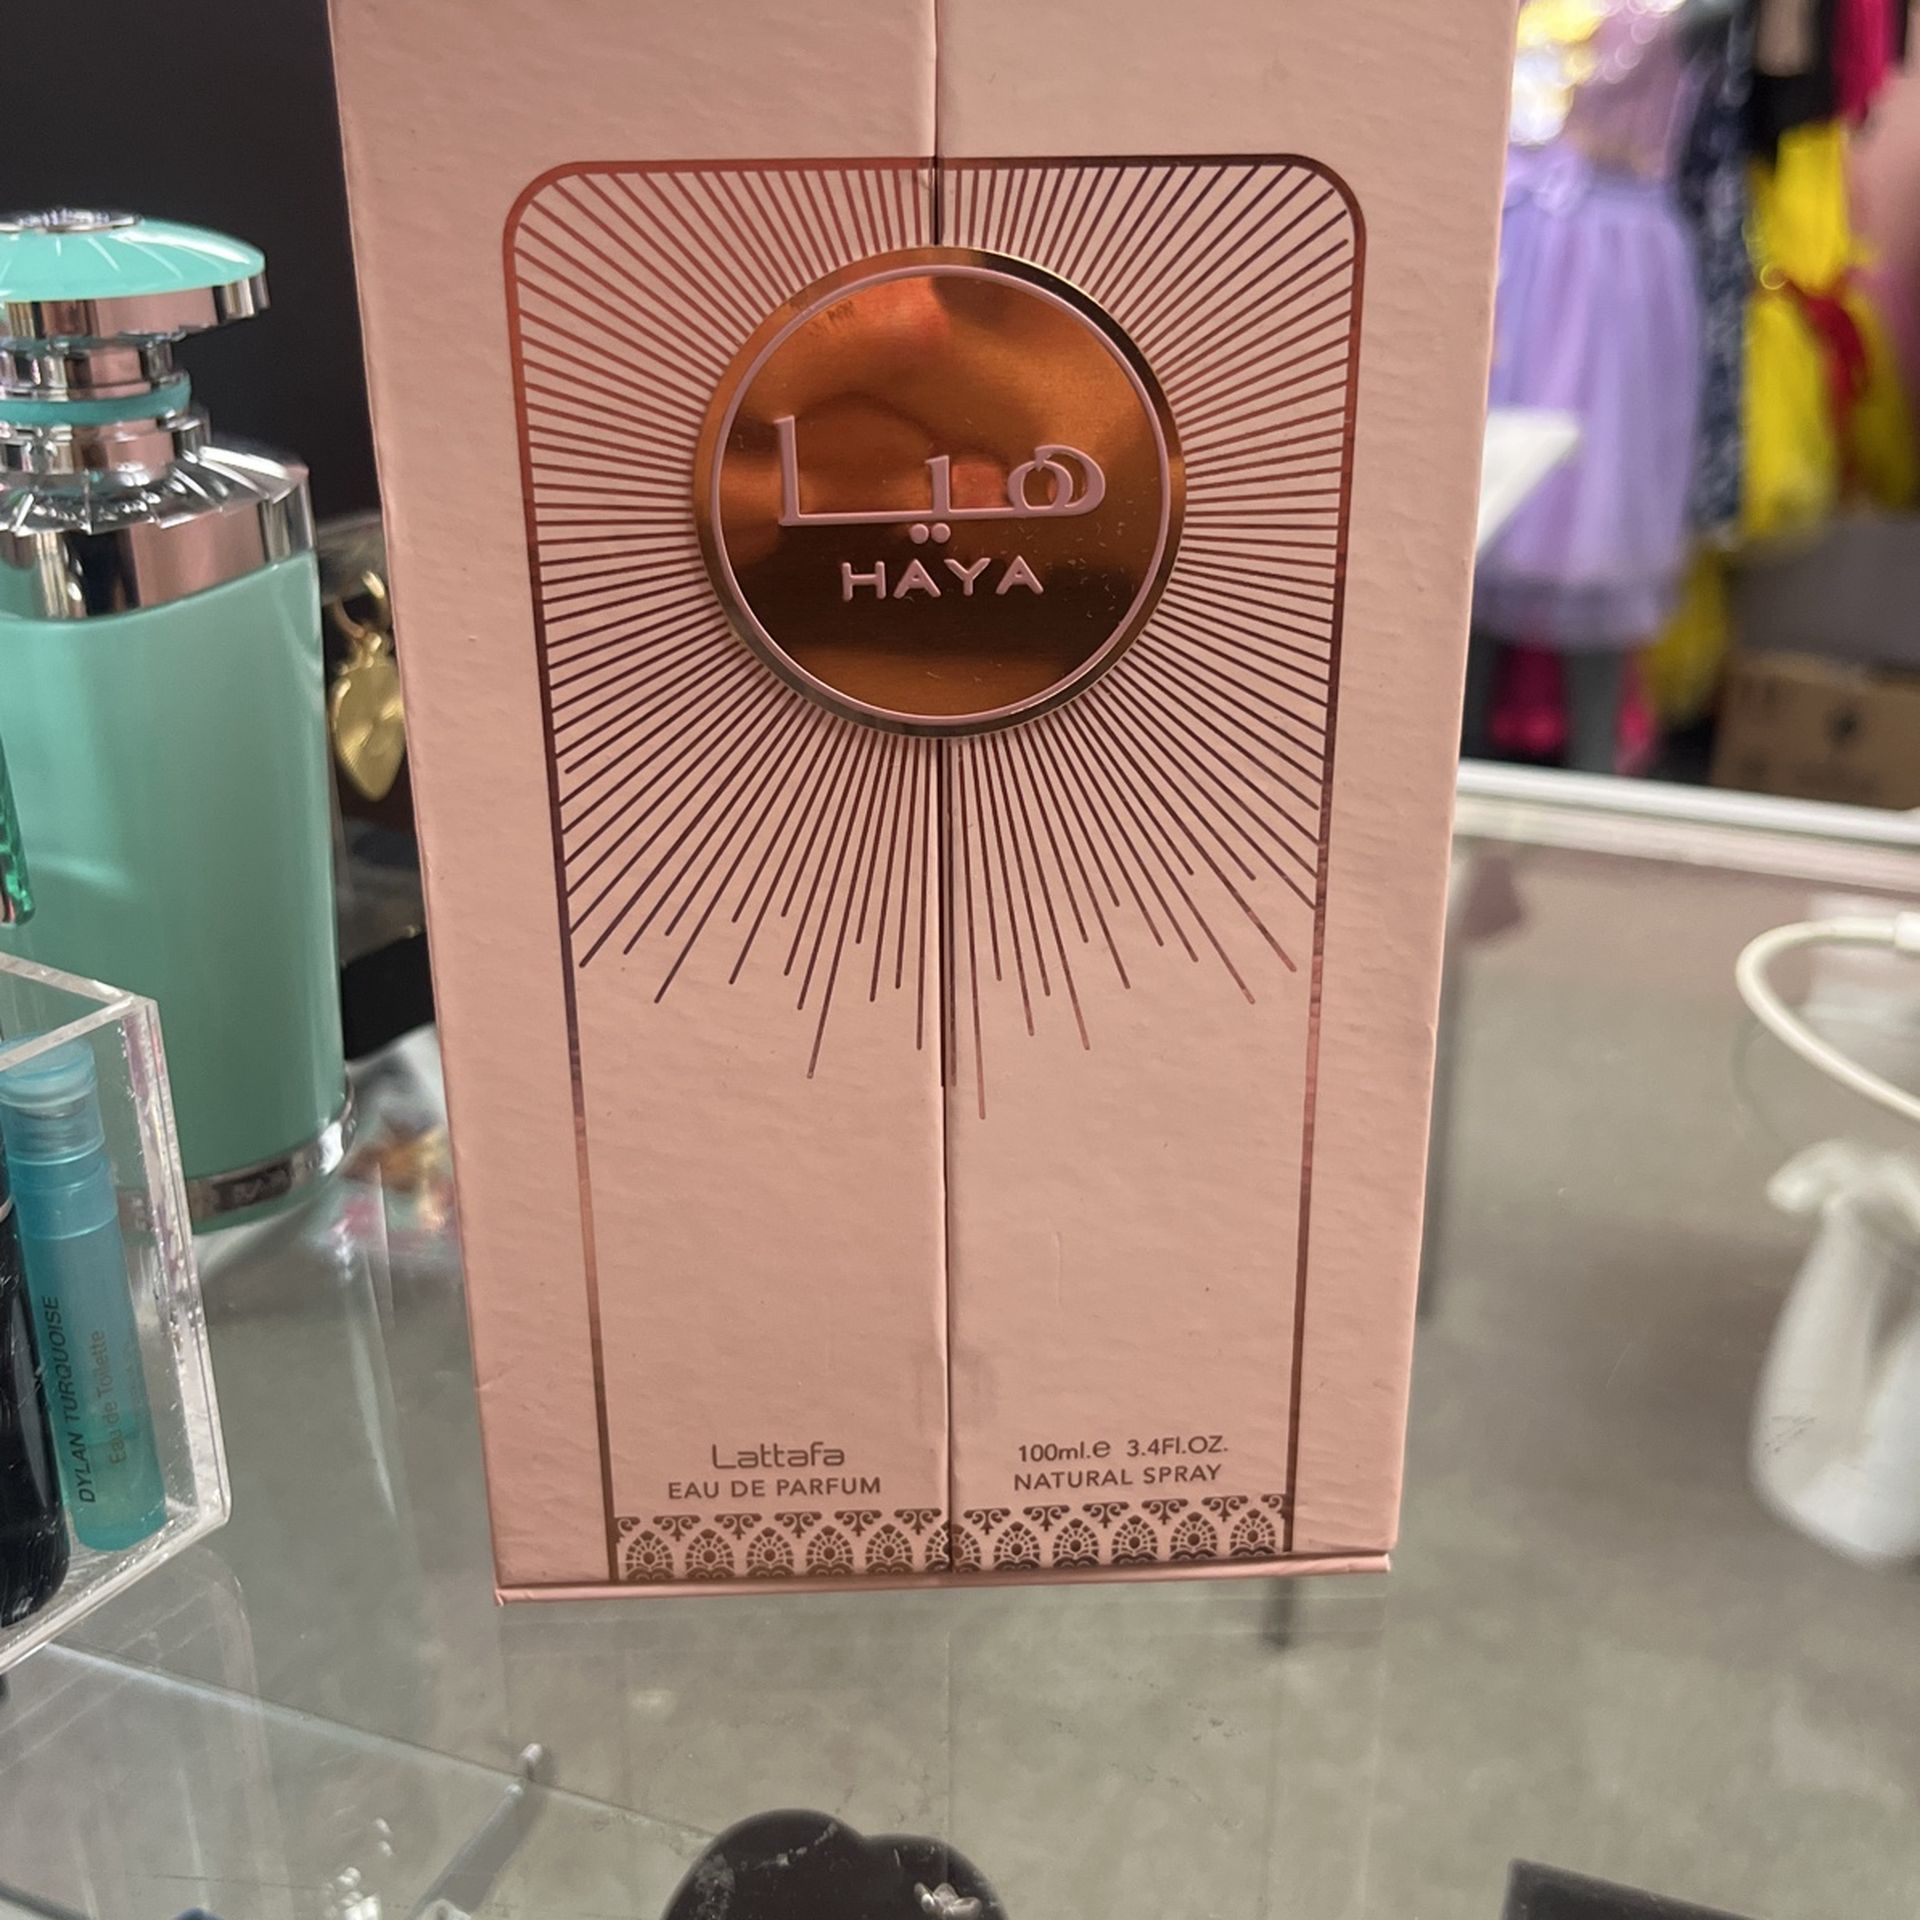 هيا
HAYA
Lattafa
EAU DE PARFUM
100ml.e 3.4Fl.OZ.
NATURAL SPRAY
DYLAN TURQUOISE
Eau de Toilette